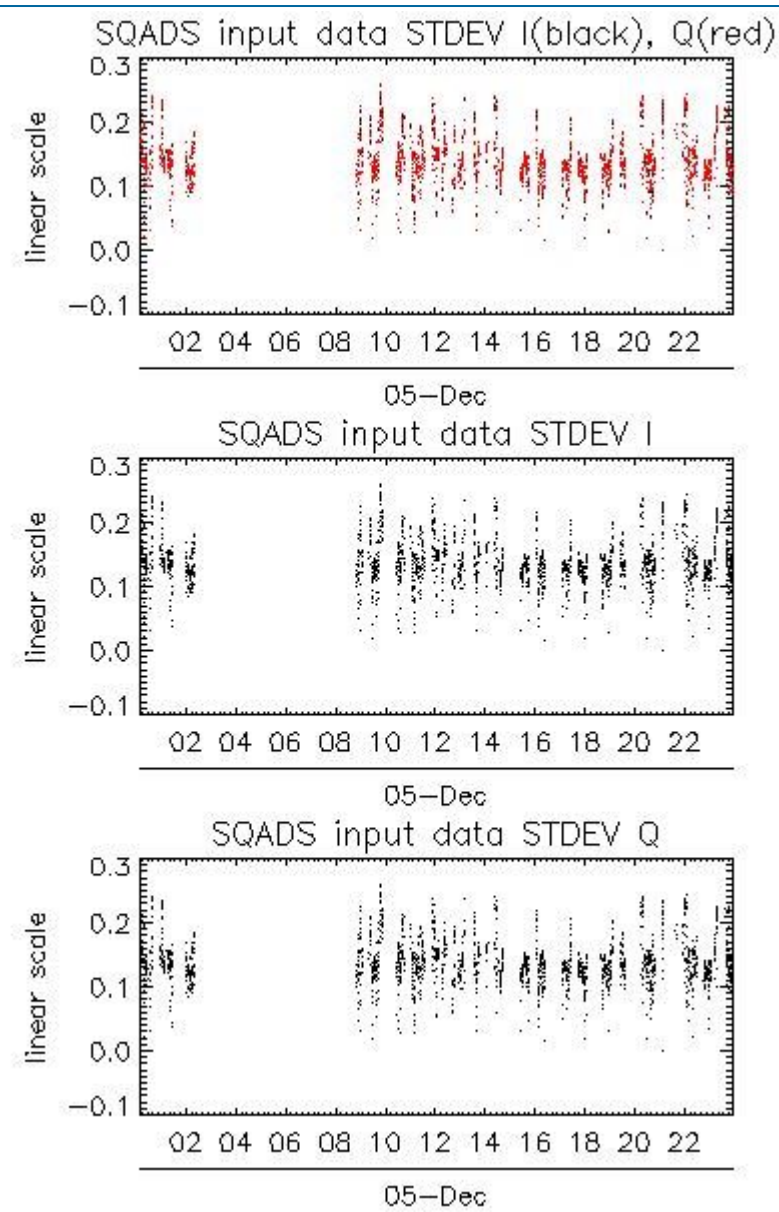 SQADS input data STDEV I(black), Q(red)
0.3
0.2
0.1
0.0
−0.1
linear scale
02 04 06 08 10 12 14 16 18 20 22
05−Dec
SQADS input data STDEV I
0.3
0.2
0.1
0.0
−0.1
linear scale
02 04 06 08 10 12 14 16 18 20 22
05−Dec
SQADS input data STDEV Q
0.3
0.2
0.1
0.0
−0.1
linear scale
02 04 06 08 10 12 14 16 18 20 22
05−Dec